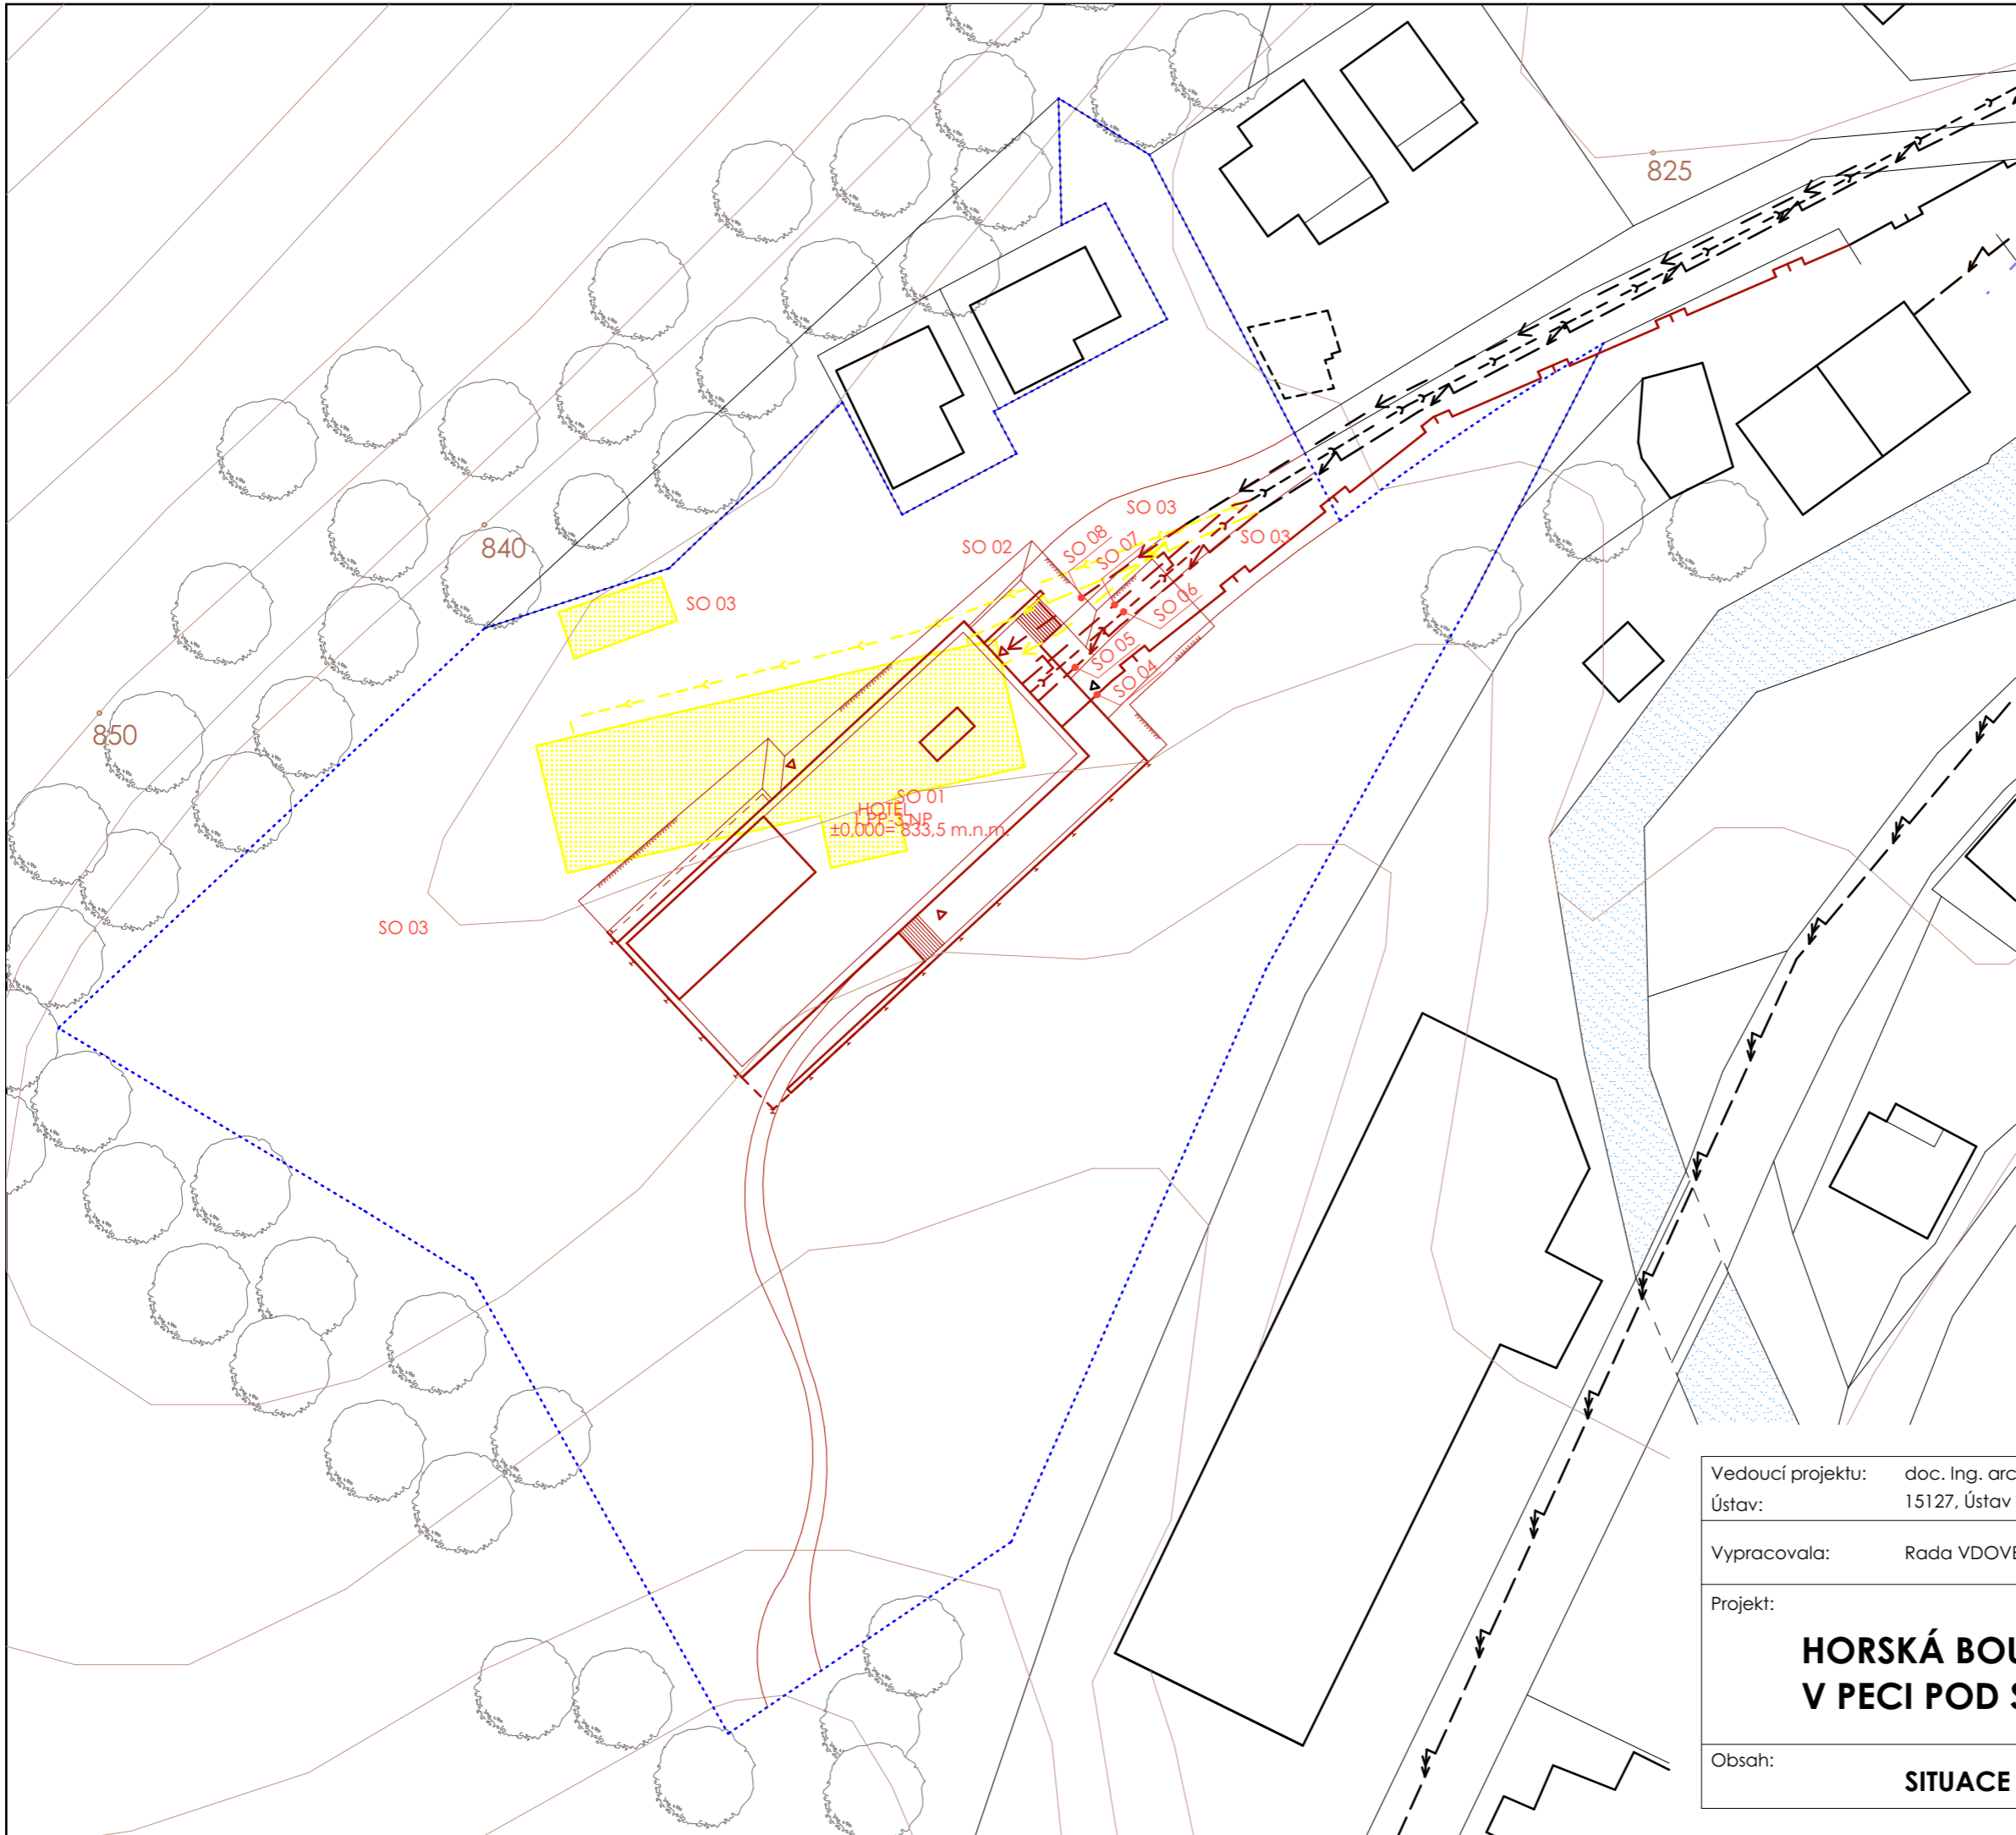 825
SO 03
SO 08
SO 07
SO 03
SO 02
840
SO 03
SO 06
SO 05
SO 04
850
SO 01
HOTEL
1.PP-3.NP
±0,000= 833,5 m.n.m.
SO 03
Vedoucí projektu: doc. Ing. arc
Ústav: 15127, Ústav
Vypracovala: Rada VDOV
Projekt:
HORSKÁ BOU
V PECI POD S
Obsah:
SITUACE